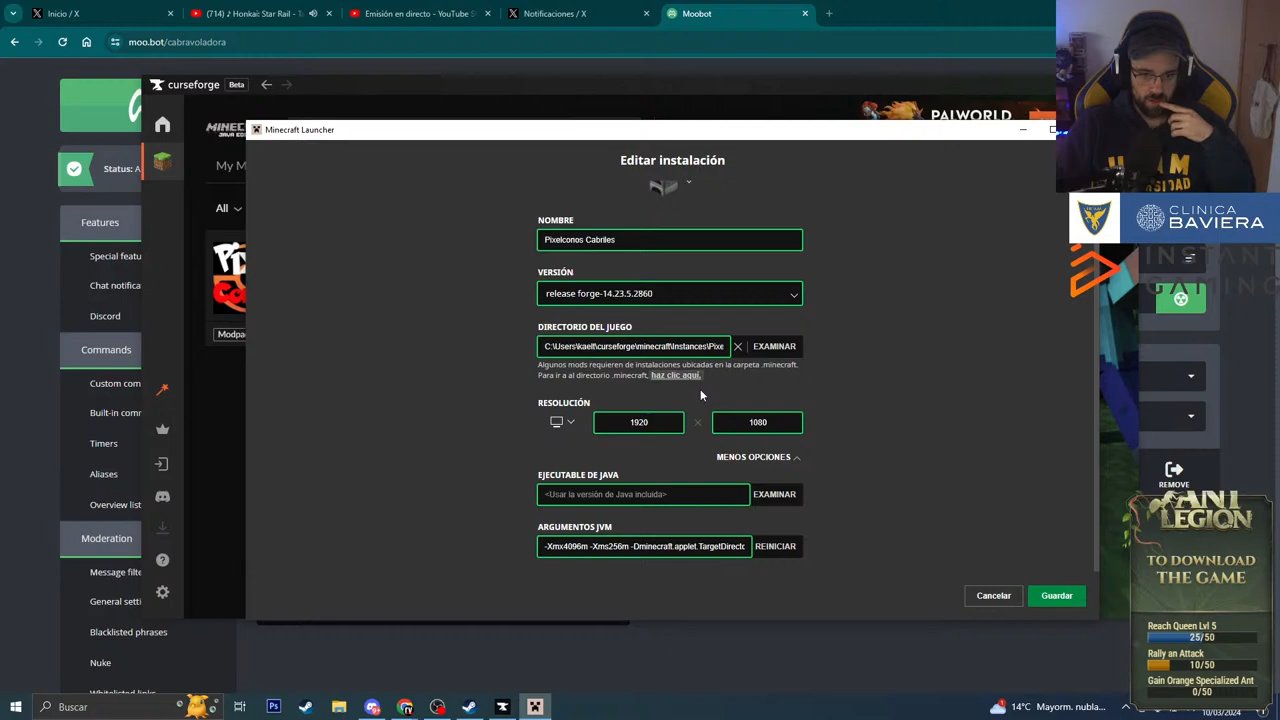 Inicio / X
(714) ♪ Honkai: Star Rail -
Emisión en directo - YouTube S
Notificaciones / X
Moobot
moo.bot/cabravoladora
curseforge
Beta
PALWORLD
Minecraft Launcher
Status: A
My M
All
Features
Special featu
Chat notifica
Discord
Commands
Custom com
Built-in comm
Timers
Aliases
Overview list
Moderation
Message filte
General setti
Blacklisted phrases
Nuke
Whitelisted links
Modpa
Editar instalación
NOMBRE
Pixelconos Cabriles
VERSIÓN
release forge-14.23.5.2860
DIRECTORIO DEL JUEGO
C:\Users\kaelt\curseforge\minecraft\Instances\Pixe
EXAMINAR
Algunos mods requieren de instalaciones ubicadas en la carpeta .minecraft.
Para ir a al directorio .minecraft, haz clic aquí.
RESOLUCIÓN
1920 × 1080
MENOS OPCIONES
EJECUTABLE DE JAVA
<Usar la versión de Java incluida>
EXAMINAR
ARGUMENTOS JVM
-Xmx4096m -Xms256m -Dminecraft.applet.TargetDirecto
REINICIAR
Cancelar
Guardar
CLINICA
BAVIERA
INSTANT
GAMING
REMOVE
ANT
LEGION
TO DOWNLOAD
THE GAME
Reach Queen Lvl 5
25/50
Rally an Attack
10/50
Gain Orange Specialized Ant
0/50
Buscar
14°C Mayorm. nubla...
10/03/2024